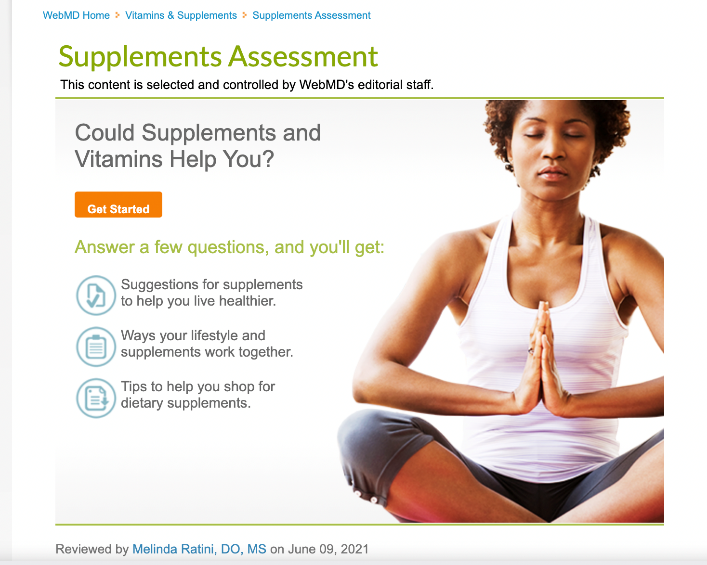 WebMD Home > Vitamins & Supplements > Supplements Assessment
Supplements Assessment
This content is selected and controlled by WebMD's editorial staff.
Could Supplements and
Vitamins Help You?
Get Started
Answer a few questions, and you'll get:
Suggestions for supplements
to help you live healthier.
Ways your lifestyle and
supplements work together.
Tips to help you shop for
dietary supplements.
Reviewed by Melinda Ratini, DO, MS on June 09, 2021